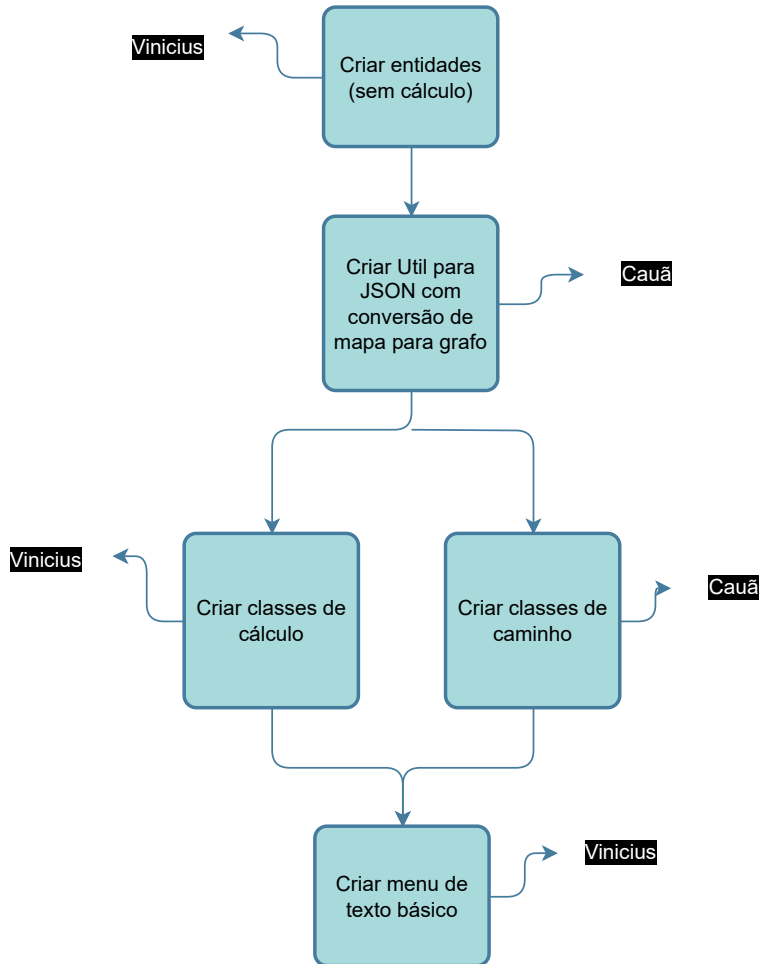 Vinicius
Criar entidades
(sem cálculo)
Criar Util para
JSON com
conversão de
mapa para grafo
Cauã
Vinicius
Criar classes de
cálculo
Criar classes de
caminho
Cauã
Criar menu de
texto básico
Vinicius